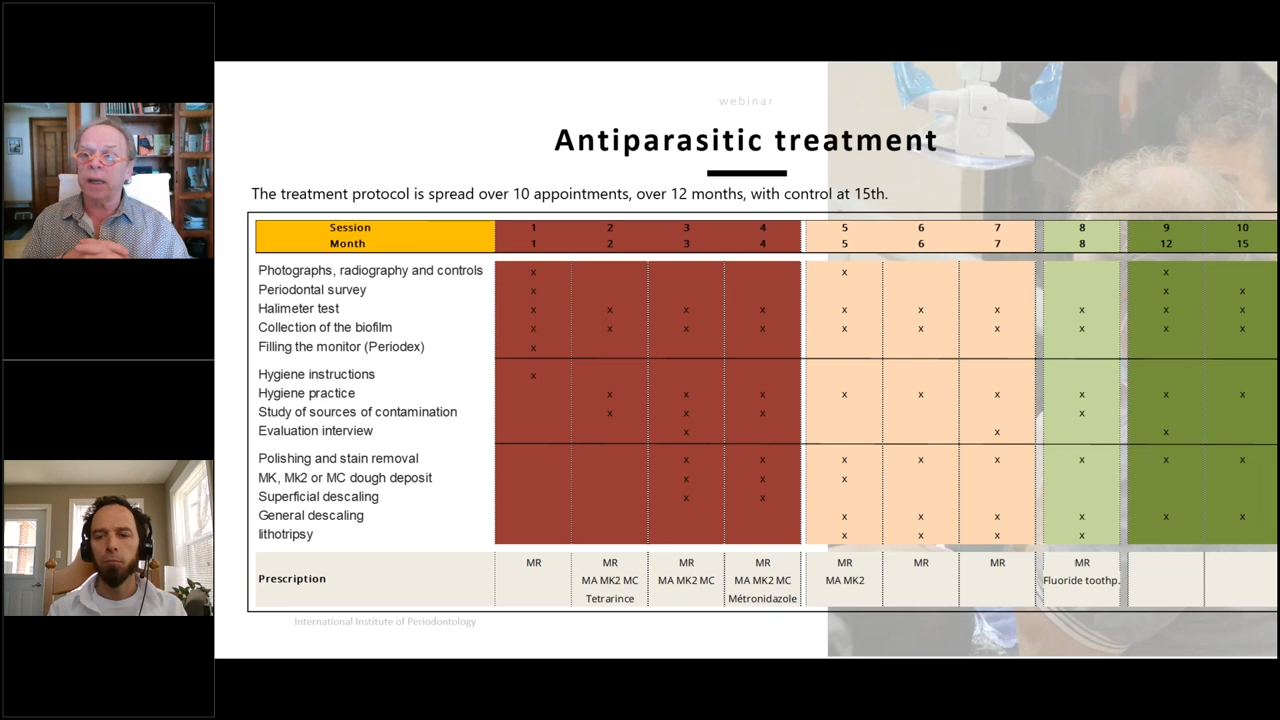 webinar
Antiparasitic treatment
The treatment protocol is spread over 10 appointments, over 12 months, with control at 15th.
Session 1 2 3 4 5 6 7 8 9 10
Month 1 2 3 4 5 6 7 8 12 15
Photographs, radiography and controls x x x
Periodontal survey x x x
Halimeter test x x x x x x x x x x
Collection of the biofilm x x x x x x x x x x
Filling the monitor (Periodex) x
Hygiene instructions x
Hygiene practice x x x x x x x x x
Study of sources of contamination x x x x
Evaluation interview x x x
Polishing and stain removal x x x x x x x x
MK, Mk2 or MC dough deposit x x x
Superficial descaling x x
General descaling x x x x x x
lithotripsy x x x x
Prescription
MR MR MR MR MR MR MR MR
MA MK2 MC MA MK2 MC MA MK2 MC MA MK2 Fluoride toothp.
Tetrarince Métronidazole
International Institute of Periodontology